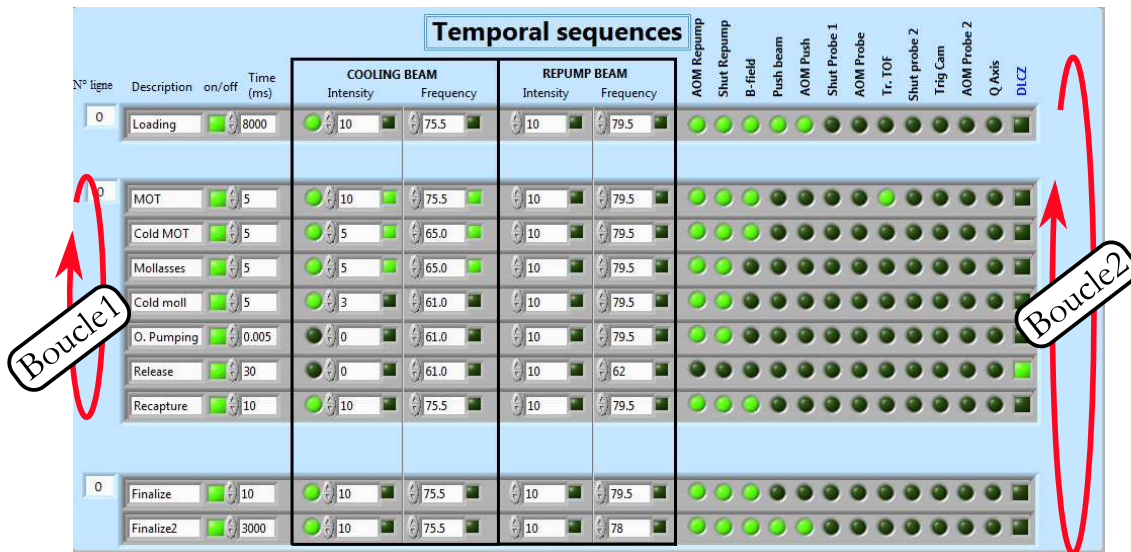 Temporal sequences
AOM Repump
Shut Repump
B-field
Push beam
AOM Push
Shut Probe 1
AOM Probe
Tr. TOF
Shut probe 2
Trig Cam
AOM Probe 2
Q Axis
DLCZ
COOLING BEAM REPUMP BEAM
N° ligne Description on/off Time (ms) Intensity Frequency Intensity Frequency
0 Loading 8000 10 75.5 10 79.5
0 MOT 5 10 75.5 10 79.5
Cold MOT 5 5 65.0 10 79.5
Mollasses 5 5 65.0 10 79.5
Cold moll 5 3 61.0 10 79.5
O. Pumping 0.005 0 61.0 10 79.5
Release 30 0 61.0 10 62
Recapture 10 10 75.5 10 79.5
Boucle1
Boucle2
0 Finalize 10 10 75.5 10 79.5
Finalize2 3000 10 75.5 10 78